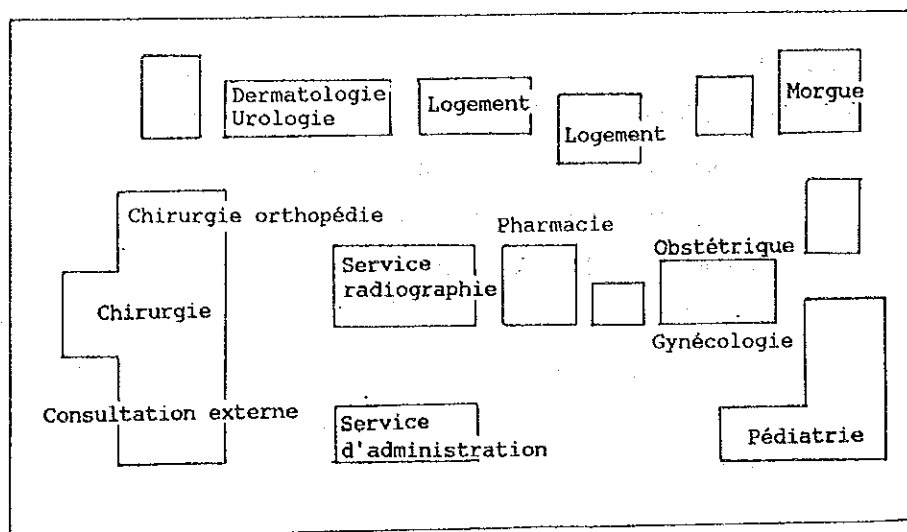 Dermatologie
Urologie
Logement
Logement
Morgue
Chirurgie orthopédie
Pharmacie
Obstétrique
Service
radiographie
Chirurgie
Gynécologie
Consultation externe
Service
d'administration
Pédiatrie